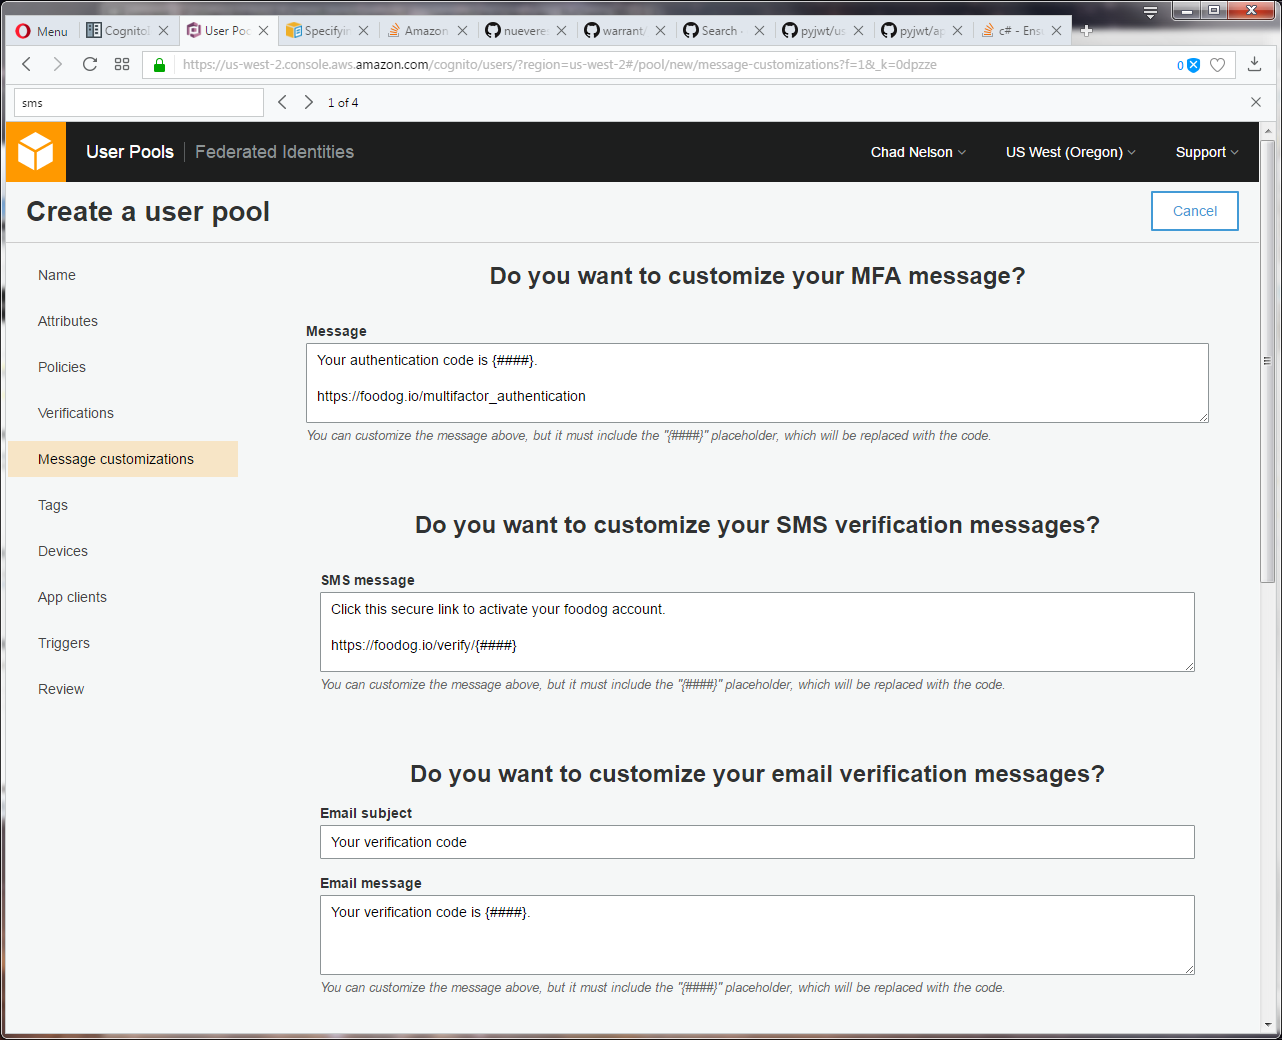 Menu
Cognito
User Poo
Specifyin
Amazon
nuevere
warrant/
Search
pyjwt/us
pyjwt/ap
c# - Ens
https://us-west-2.console.aws.amazon.com/cognito/users/?region=us-west-2#/pool/new/message-customizations?f=1&_k=0dpzze
0
sms
1 of 4
User Pools
Federated Identities
Chad Nelson
US West (Oregon)
Support
Create a user pool
Cancel
Name
Attributes
Policies
Verifications
Message customizations
Tags
Devices
App clients
Triggers
Review
Do you want to customize your MFA message?
Message
Your authentication code is {####}.
https://foodog.io/multifactor_authentication
You can customize the message above, but it must include the "{####}" placeholder, which will be replaced with the code.
Do you want to customize your SMS verification messages?
SMS message
Click this secure link to activate your foodog account.
https://foodog.io/verify/{####}
You can customize the message above, but it must include the "{####}" placeholder, which will be replaced with the code.
Do you want to customize your email verification messages?
Email subject
Your verification code
Email message
Your verification code is {####}.
You can customize the message above, but it must include the "{####}" placeholder, which will be replaced with the code.